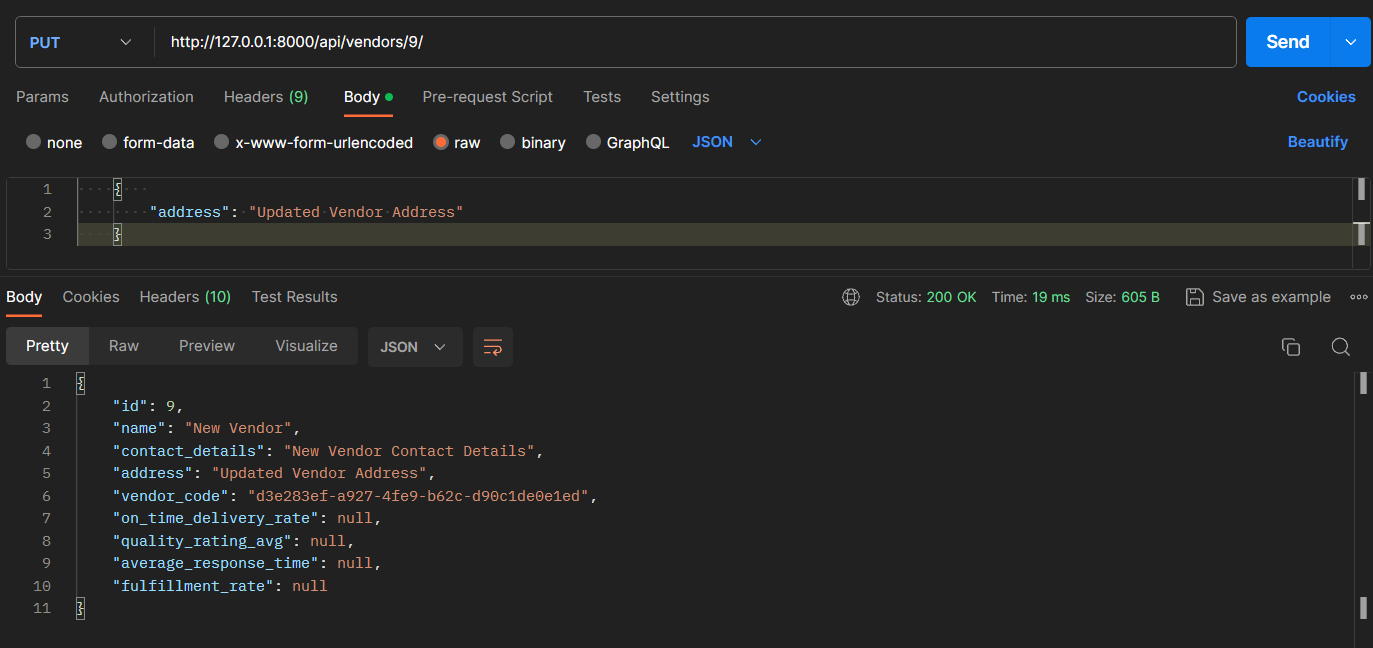 PUT http://127.0.0.1:8000/api/vendors/9/ Send
Params Authorization Headers (9) Body Pre-request Script Tests Settings Cookies
none form-data x-www-form-urlencoded raw binary GraphQL JSON Beautify
1 {
2 "address": "Updated Vendor Address"
3 }
Body Cookies Headers (10) Test Results Status: 200 OK Time: 19 ms Size: 605 B Save as example
Pretty Raw Preview Visualize JSON
1 {
2 "id": 9,
3 "name": "New Vendor",
4 "contact_details": "New Vendor Contact Details",
5 "address": "Updated Vendor Address",
6 "vendor_code": "d3e283ef-a927-4fe9-b62c-d90c1de0e1ed",
7 "on_time_delivery_rate": null,
8 "quality_rating_avg": null,
9 "average_response_time": null,
10 "fulfillment_rate": null
11 }